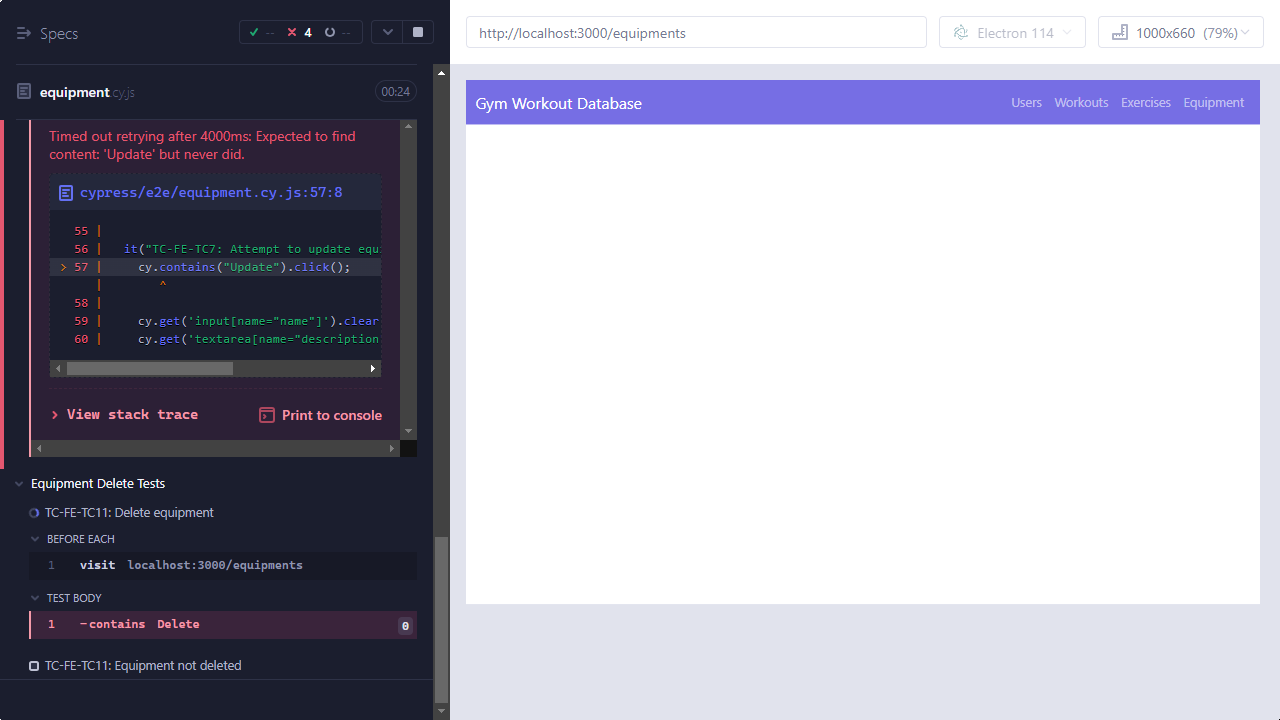 Specs
-- 4 --
equipment.cy.js
00:24
Timed out retrying after 4000ms: Expected to find
content: 'Update' but never did.
cypress/e2e/equipment.cy.js:57:8
55 |
56 | it("TC-FE-TC7: Attempt to update equi
> 57 | cy.contains("Update").click();
| ^
58 |
59 | cy.get('input[name="name"]').clear
60 | cy.get('textarea[name="description
> View stack trace
Print to console
Equipment Delete Tests
TC-FE-TC11: Delete equipment
BEFORE EACH
1 visit localhost:3000/equipments
TEST BODY
1 -contains Delete 0
TC-FE-TC11: Equipment not deleted
http://localhost:3000/equipments
Electron 114
1000x660 (79%)
Gym Workout Database
Users Workouts Exercises Equipment